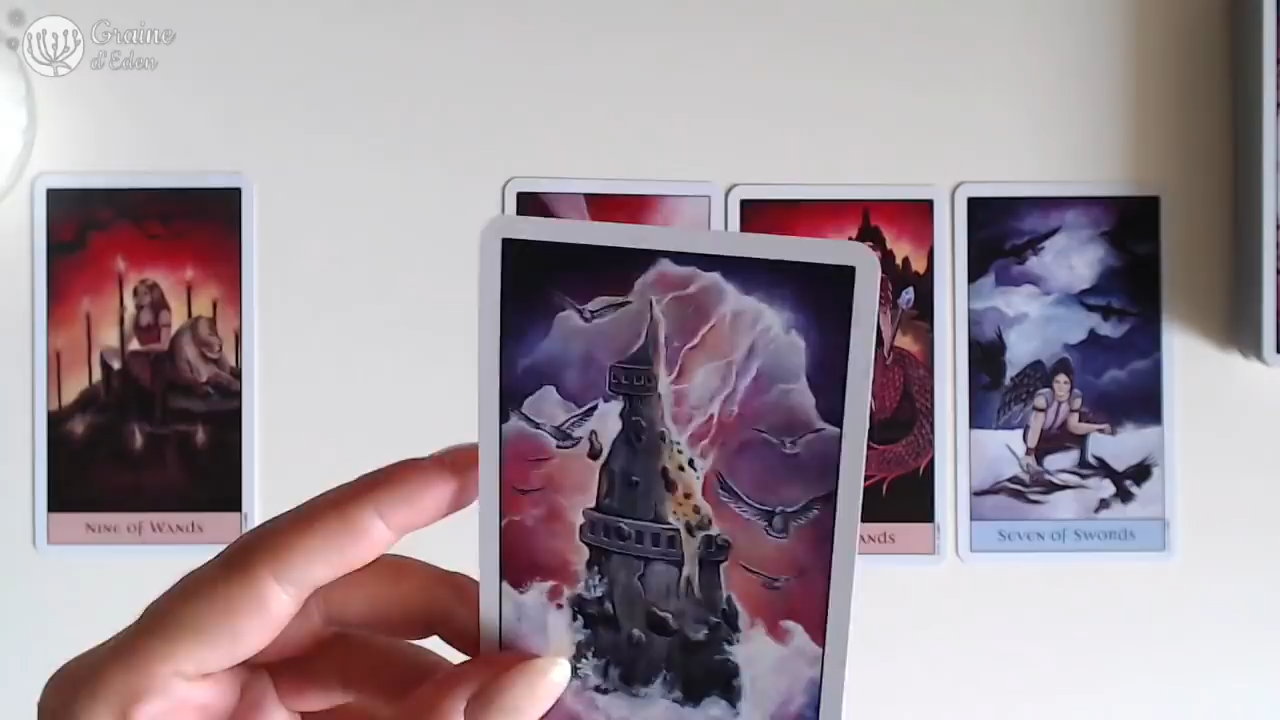 Graine
d'Eden
Nine of Wands
ands
Seven of Swords